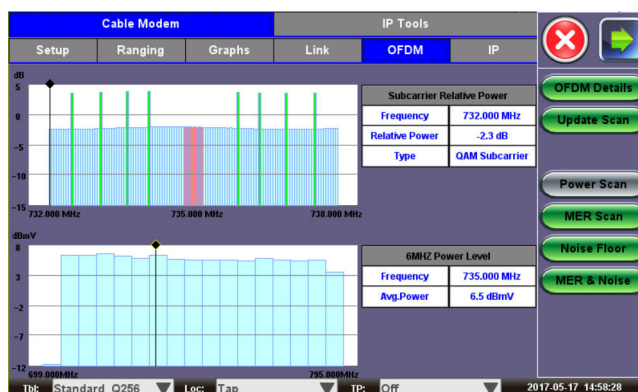 Cable Modem
IP Tools
Setup
Ranging
Graphs
Link
OFDM
IP
dB
5
0
-5
-10
-15
732.000 MHz
735.000 MHz
738.000 MHz
Subcarrier Relative Power
Frequency 732.000 MHz
Relative Power -2.3 dB
Type QAM Subcarrier
dBmV
8
3
-2
-7
-12
699.000MHz
795.000MHz
6MHZ Power Level
Frequency 735.000 MHz
Avg.Power 6.5 dBmV
OFDM Details
Update Scan
Power Scan
MER Scan
Noise Floor
MER & Noise
Tbl: Standard_Q256 Loc: Tap TP: Off 2017-05-17 14:58:28